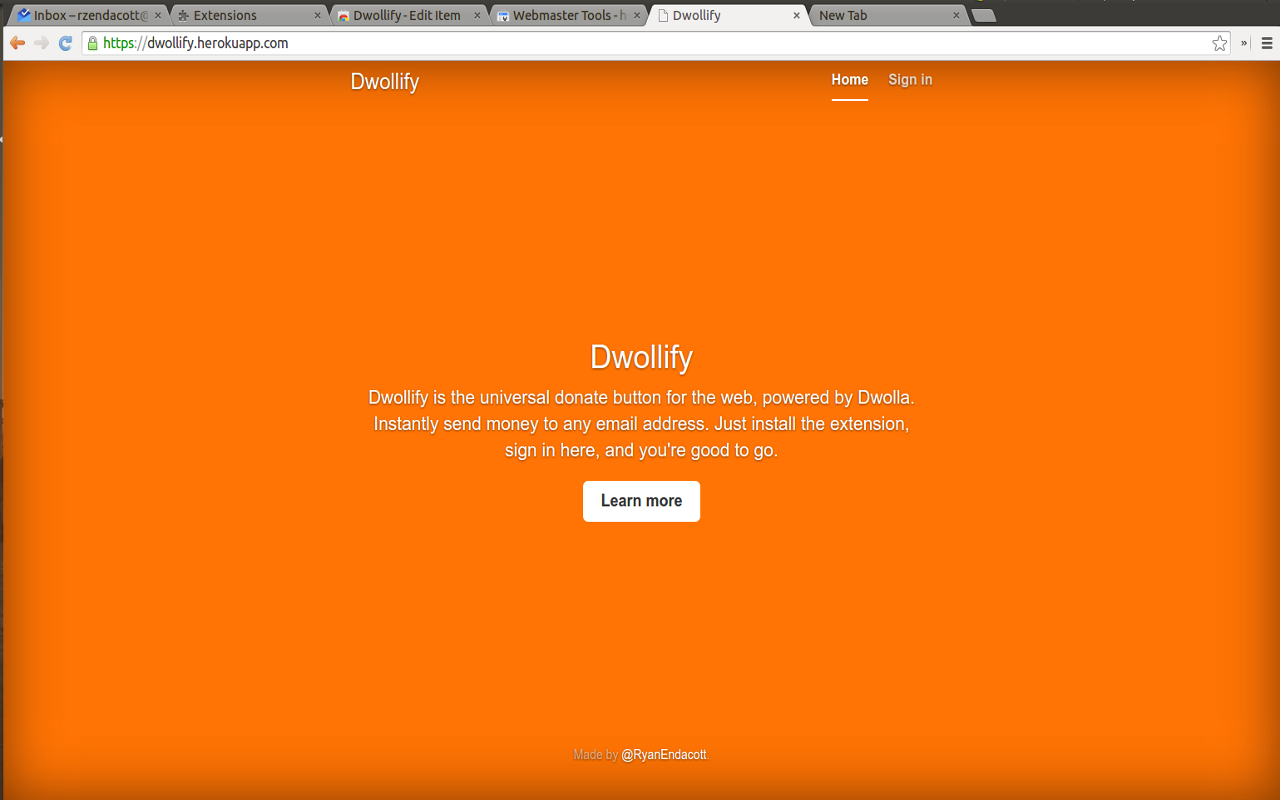 Inbox – rzendacott@
Extensions
Dwollify - Edit Item
Webmaster Tools - h
Dwollify
New Tab
https://dwollify.herokuapp.com
»
Dwollify
Home
Sign in
Dwollify
Dwollify is the universal donate button for the web, powered by Dwolla.
Instantly send money to any email address. Just install the extension,
sign in here, and you're good to go.
Learn more
Made by @RyanEndacott.